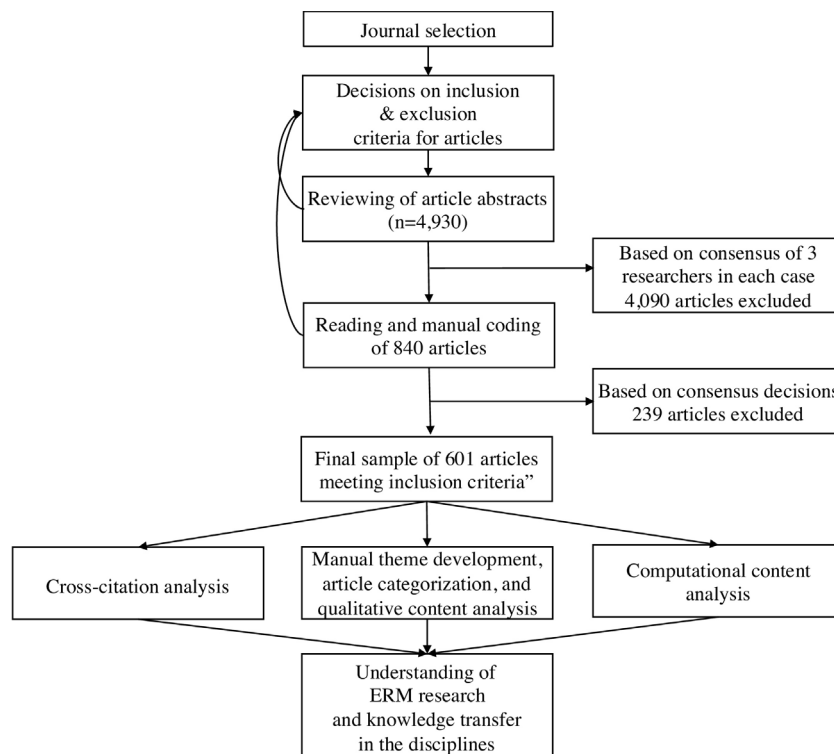 Journal selection
Decisions on inclusion
& exclusion
criteria for articles
Reviewing of article abstracts
(n=4,930)
Based on consensus of 3
researchers in each case
4,090 articles excluded
Reading and manual coding
of 840 articles
Based on consensus decisions
239 articles excluded
Final sample of 601 articles
meeting inclusion criteria”
Cross-citation analysis
Manual theme development,
article categorization, and
qualitative content analysis
Computational content
analysis
Understanding of
ERM research
and knowledge transfer
in the disciplines